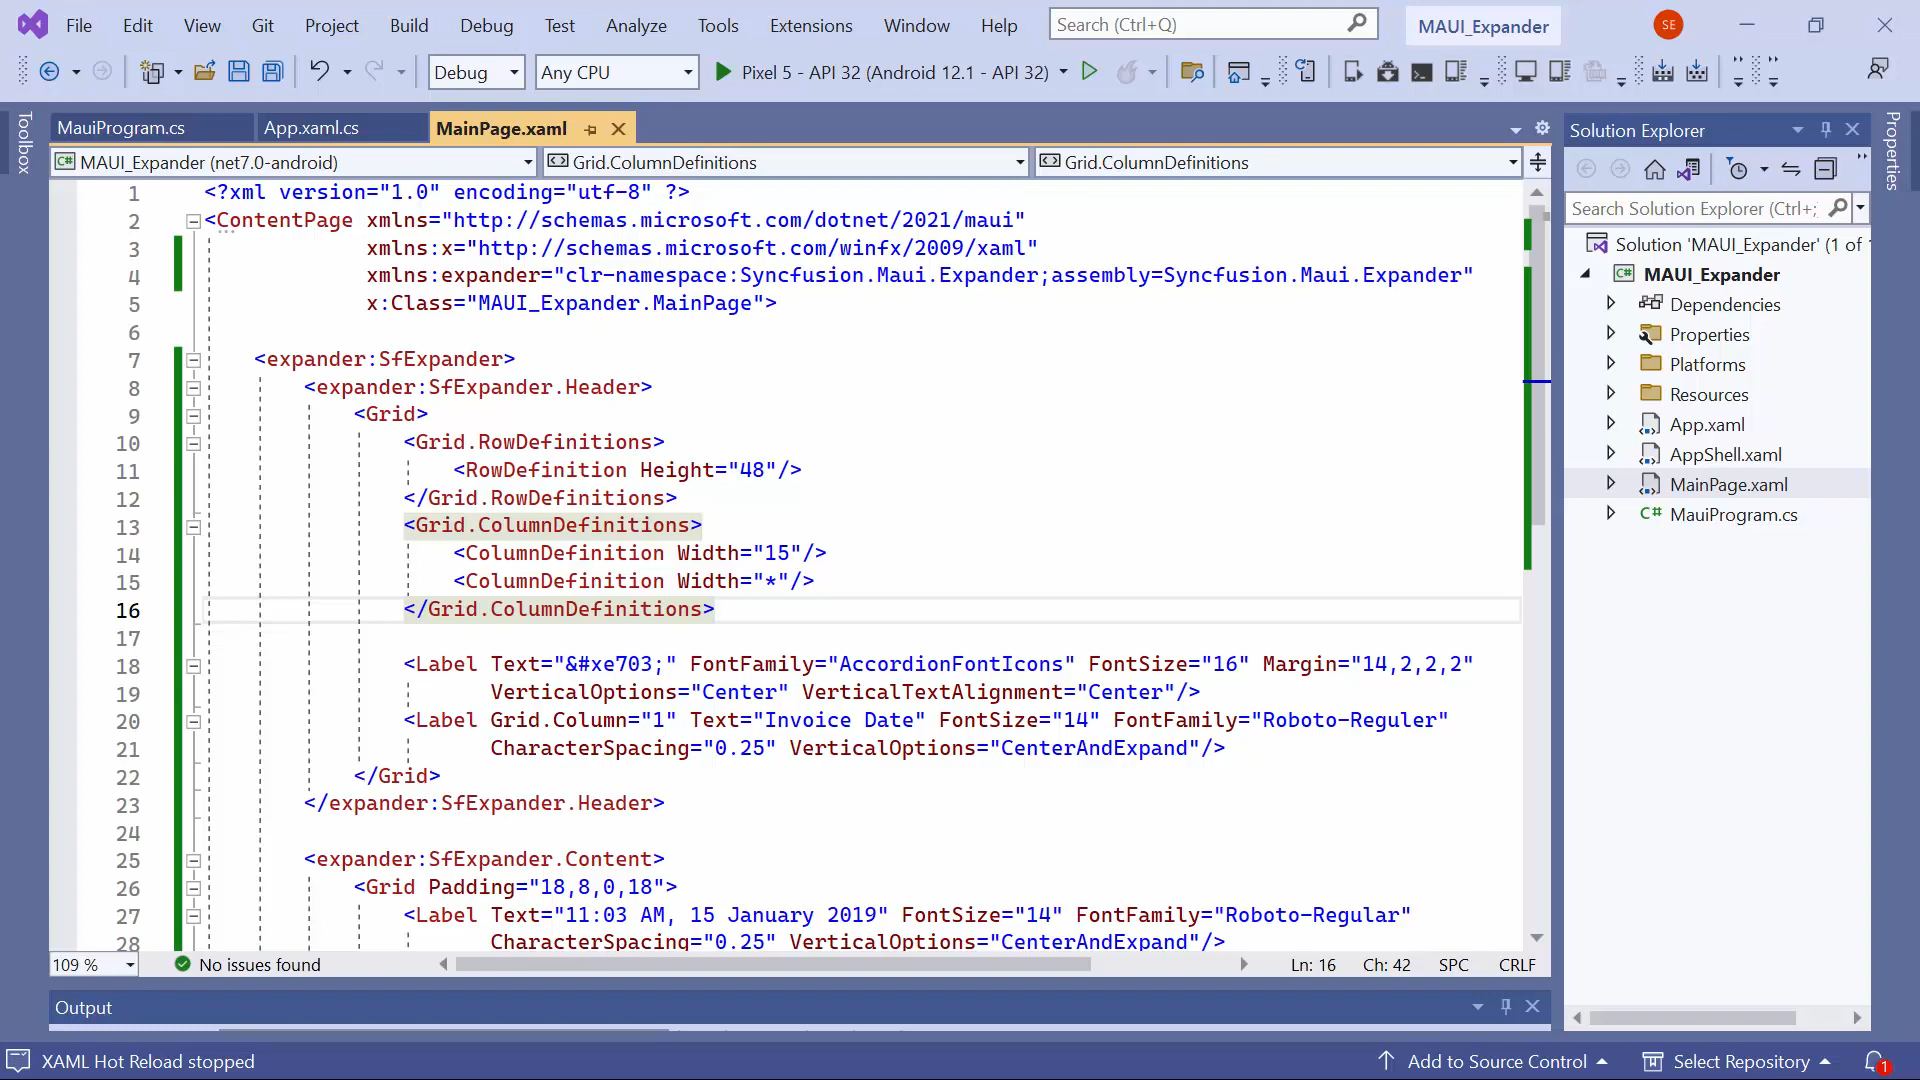 File Edit View Git Project Build Debug Test Analyze Tools Extensions Window Help Search (Ctrl+Q) MAUI_Expander SE
Debug Any CPU Pixel 5 - API 32 (Android 12.1 - API 32)
Toolbox
MauiProgram.cs App.xaml.cs MainPage.xaml
MAUI_Expander (net7.0-android) Grid.ColumnDefinitions Grid.ColumnDefinitions
1 <?xml version="1.0" encoding="utf-8" ?>
2 <ContentPage xmlns="http://schemas.microsoft.com/dotnet/2021/maui"
3 xmlns:x="http://schemas.microsoft.com/winfx/2009/xaml"
4 xmlns:expander="clr-namespace:Syncfusion.Maui.Expander;assembly=Syncfusion.Maui.Expander"
5 x:Class="MAUI_Expander.MainPage">
6
7 <expander:SfExpander>
8 <expander:SfExpander.Header>
9 <Grid>
10 <Grid.RowDefinitions>
11 <RowDefinition Height="48"/>
12 </Grid.RowDefinitions>
13 <Grid.ColumnDefinitions>
14 <ColumnDefinition Width="15"/>
15 <ColumnDefinition Width="*"/>
16 </Grid.ColumnDefinitions>
17
18 <Label Text="&#xe703;" FontFamily="AccordionFontIcons" FontSize="16" Margin="14,2,2,2"
19 VerticalOptions="Center" VerticalTextAlignment="Center"/>
20 <Label Grid.Column="1" Text="Invoice Date" FontSize="14" FontFamily="Roboto-Reguler"
21 CharacterSpacing="0.25" VerticalOptions="CenterAndExpand"/>
22 </Grid>
23 </expander:SfExpander.Header>
24
25 <expander:SfExpander.Content>
26 <Grid Padding="18,8,0,18">
27 <Label Text="11:03 AM, 15 January 2019" FontSize="14" FontFamily="Roboto-Regular"
28 CharacterSpacing="0.25" VerticalOptions="CenterAndExpand"/>
109 % No issues found Ln: 16 Ch: 42 SPC CRLF
Output
Solution Explorer
Search Solution Explorer (Ctrl+;
Solution 'MAUI_Expander' (1 of 1
MAUI_Expander
Dependencies
Properties
Platforms
Resources
App.xaml
AppShell.xaml
MainPage.xaml
C# MauiProgram.cs
Properties
XAML Hot Reload stopped Add to Source Control Select Repository 1